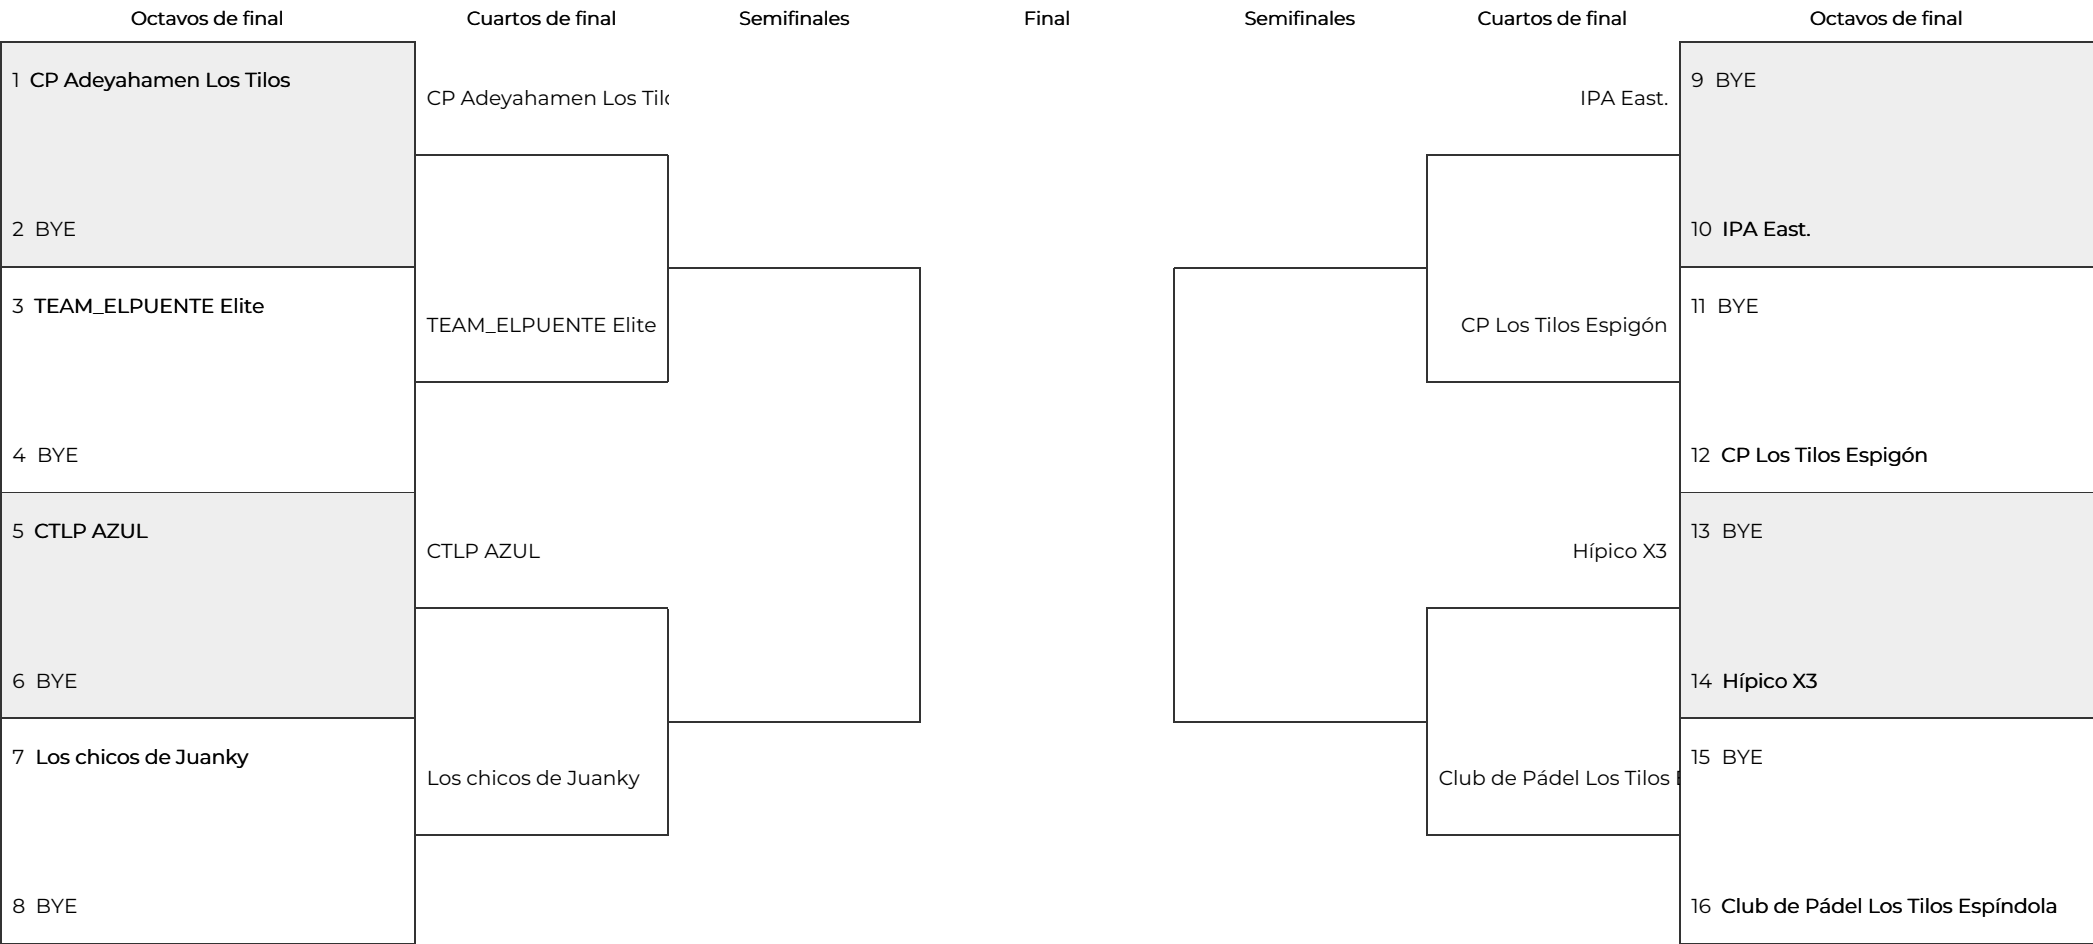 Octavos de final
Cuartos de final
Semifinales
Final
Semifinales
Cuartos de final
Octavos de final
1 CP Adeyahamen Los Tilos
2 BYE
3 TEAM_ELPUENTE Elite
4 BYE
5 CTLP AZUL
6 BYE
7 Los chicos de Juanky
8 BYE
CP Adeyahamen Los Tilo
TEAM_ELPUENTE Elite
CTLP AZUL
Los chicos de Juanky
IPA East.
CP Los Tilos Espigón
Hípico X3
Club de Pádel Los Tilos
9 BYE
10 IPA East.
11 BYE
12 CP Los Tilos Espigón
13 BYE
14 Hípico X3
15 BYE
16 Club de Pádel Los Tilos Espíndola